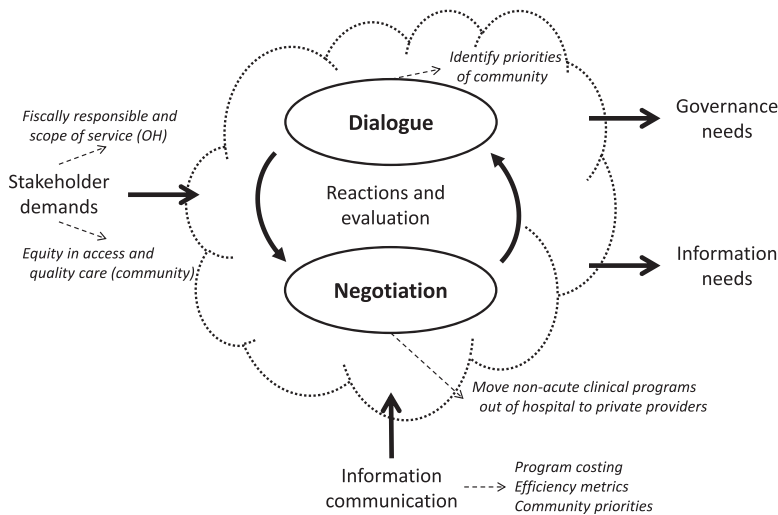 Identify priorities
of community
Dialogue
Governance
needs
Fiscally responsible and
scope of service (OH)
Stakeholder
demands
Reactions and
evaluation
Equity in access and
quality care (community)
Information
needs
Negotiation
Move non-acute clinical programs
out of hospital to private providers
Information
communication
Program costing
Efficiency metrics
Community priorities